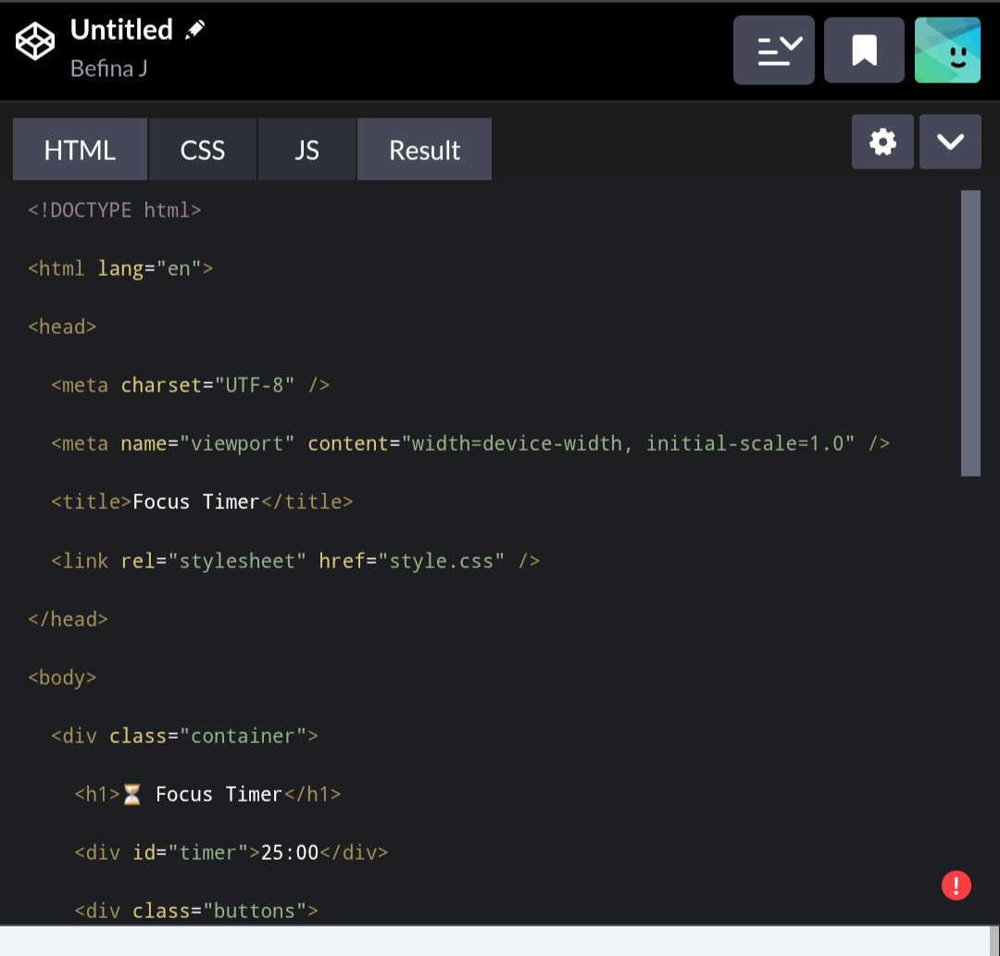 Untitled
Befina J
HTML CSS JS Result
<!DOCTYPE html>
<html lang="en">
<head>
<meta charset="UTF-8" />
<meta name="viewport" content="width=device-width, initial-scale=1.0" />
<title>Focus Timer</title>
<link rel="stylesheet" href="style.css" />
</head>
<body>
<div class="container">
<h1>⏳ Focus Timer</h1>
<div id="timer">25:00</div>
<div class="buttons">